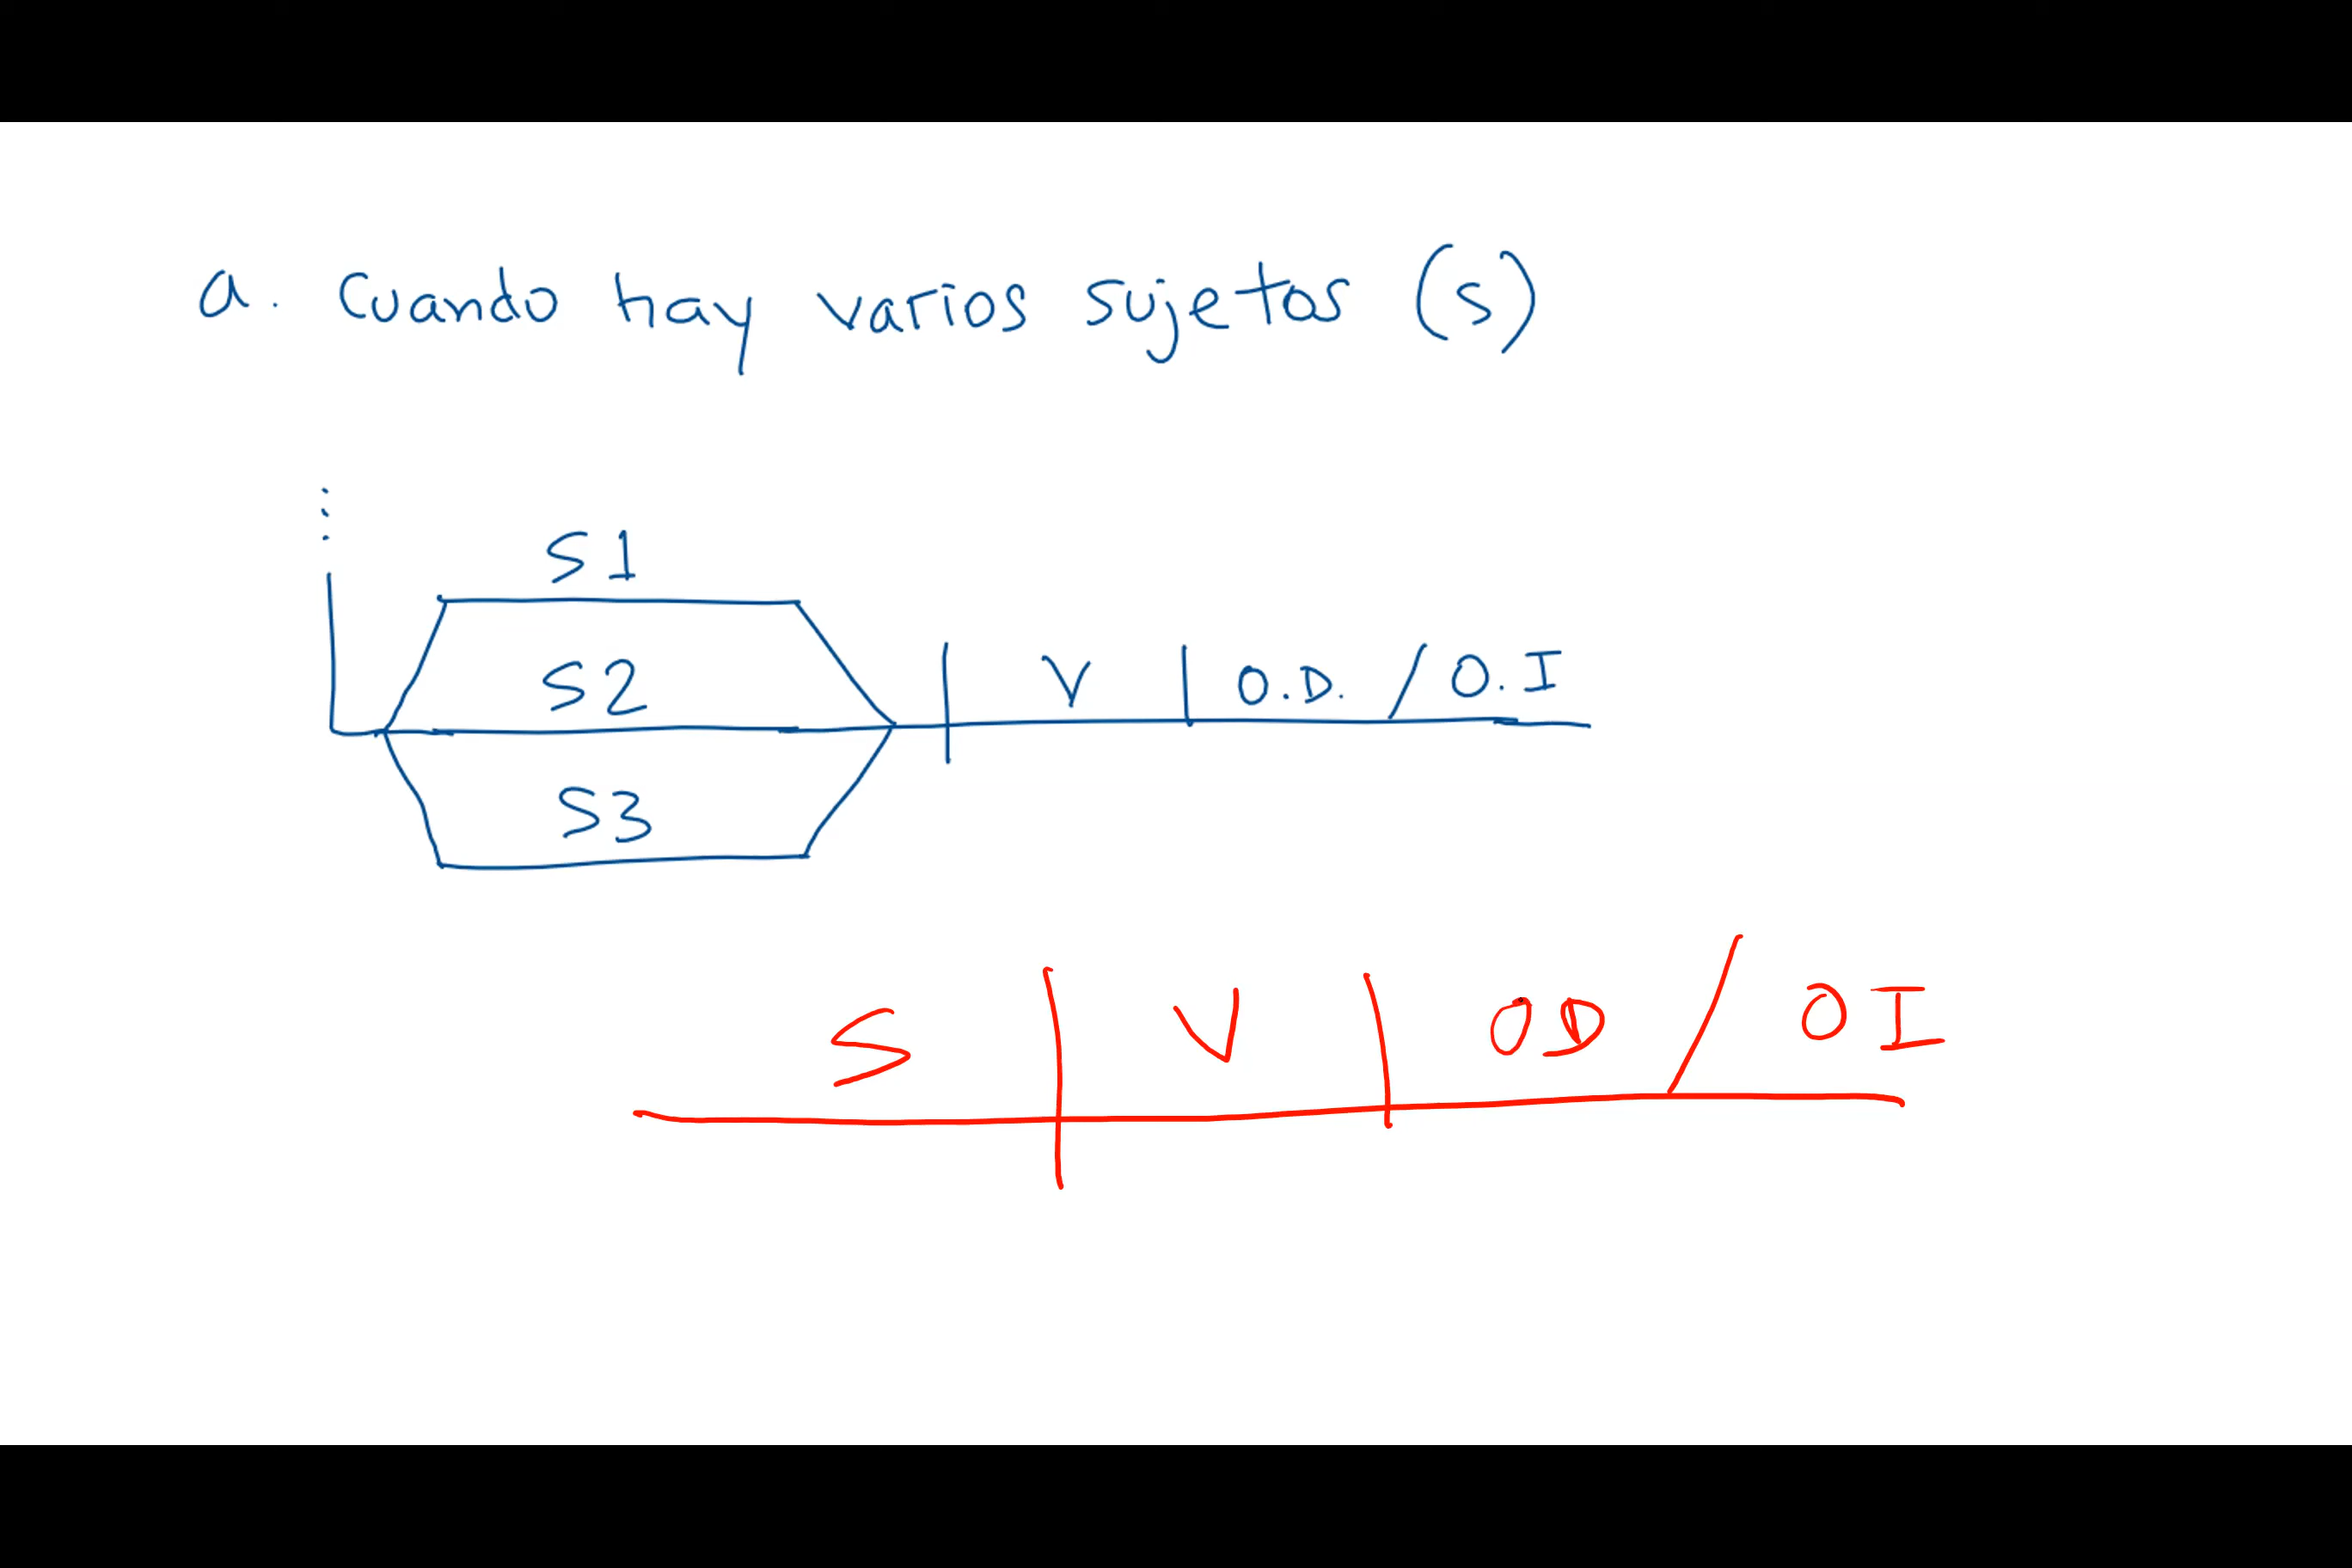 a. Cuando hay varios sujetos (s)
S1
S2 V O.D. O.I
S3
S V OD OI